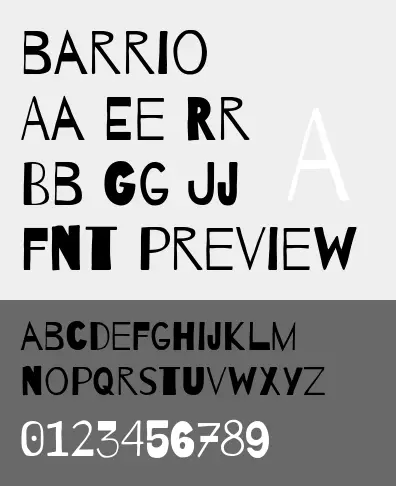 BARRIO
AA EE RR
BB GG JJ
A
FNT PREVIEW
ABCDEFGHIJKLM
NOPQRSTUVWXYZ
0123456789